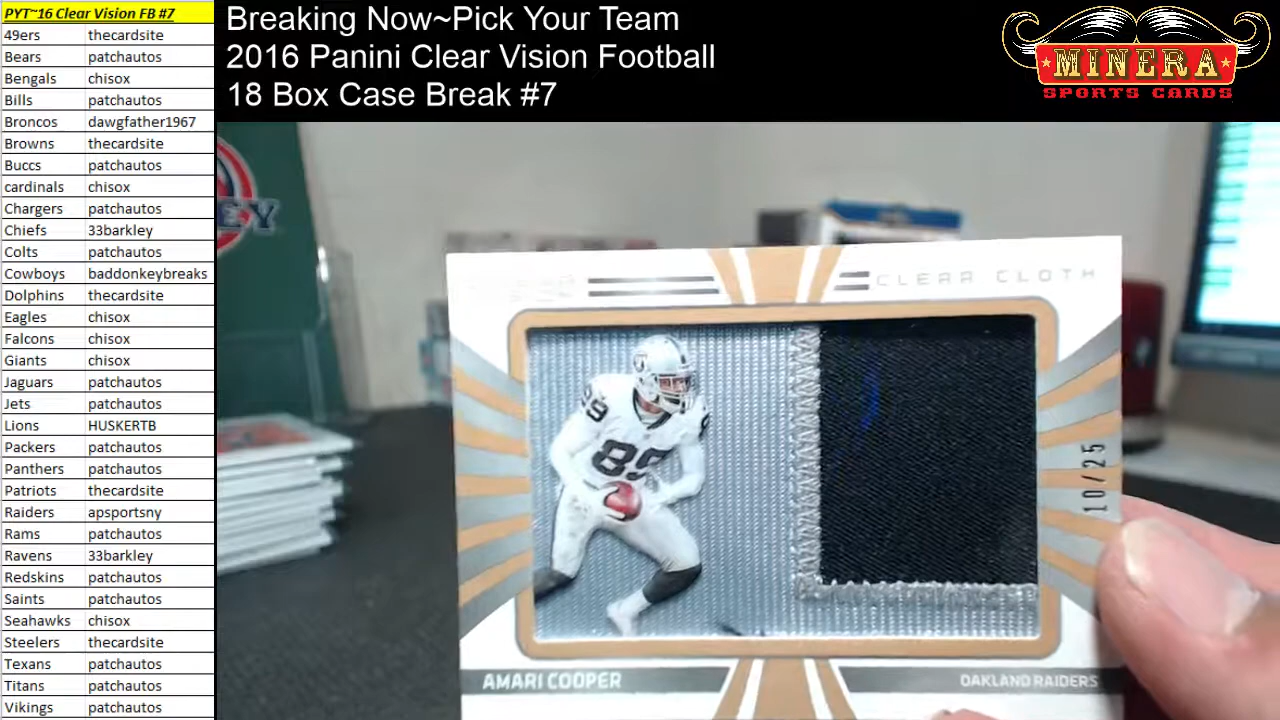 PYT~16 Clear Vision FB #7
49ers thecardsite
Bears patchautos
Bengals chisox
Bills patchautos
Broncos dawgfather1967
Browns thecardsite
Buccs patchautos
cardinals chisox
Chargers patchautos
Chiefs 33barkley
Colts patchautos
Cowboys baddonkeybreaks
Dolphins thecardsite
Eagles chisox
Falcons chisox
Giants chisox
Jaguars patchautos
Jets patchautos
Lions HUSKERTB
Packers patchautos
Panthers patchautos
Patriots thecardsite
Raiders apsportsny
Rams patchautos
Ravens 33barkley
Redskins patchautos
Saints patchautos
Seahawks chisox
Steelers thecardsite
Texans patchautos
Titans patchautos
Vikings patchautos
Breaking Now~Pick Your Team
2016 Panini Clear Vision Football
18 Box Case Break #7
MINERA
SPORTS CARDS
CLEAR CLOTH
89
89
10/25
AMARI COOPER
OAKLAND RAIDERS